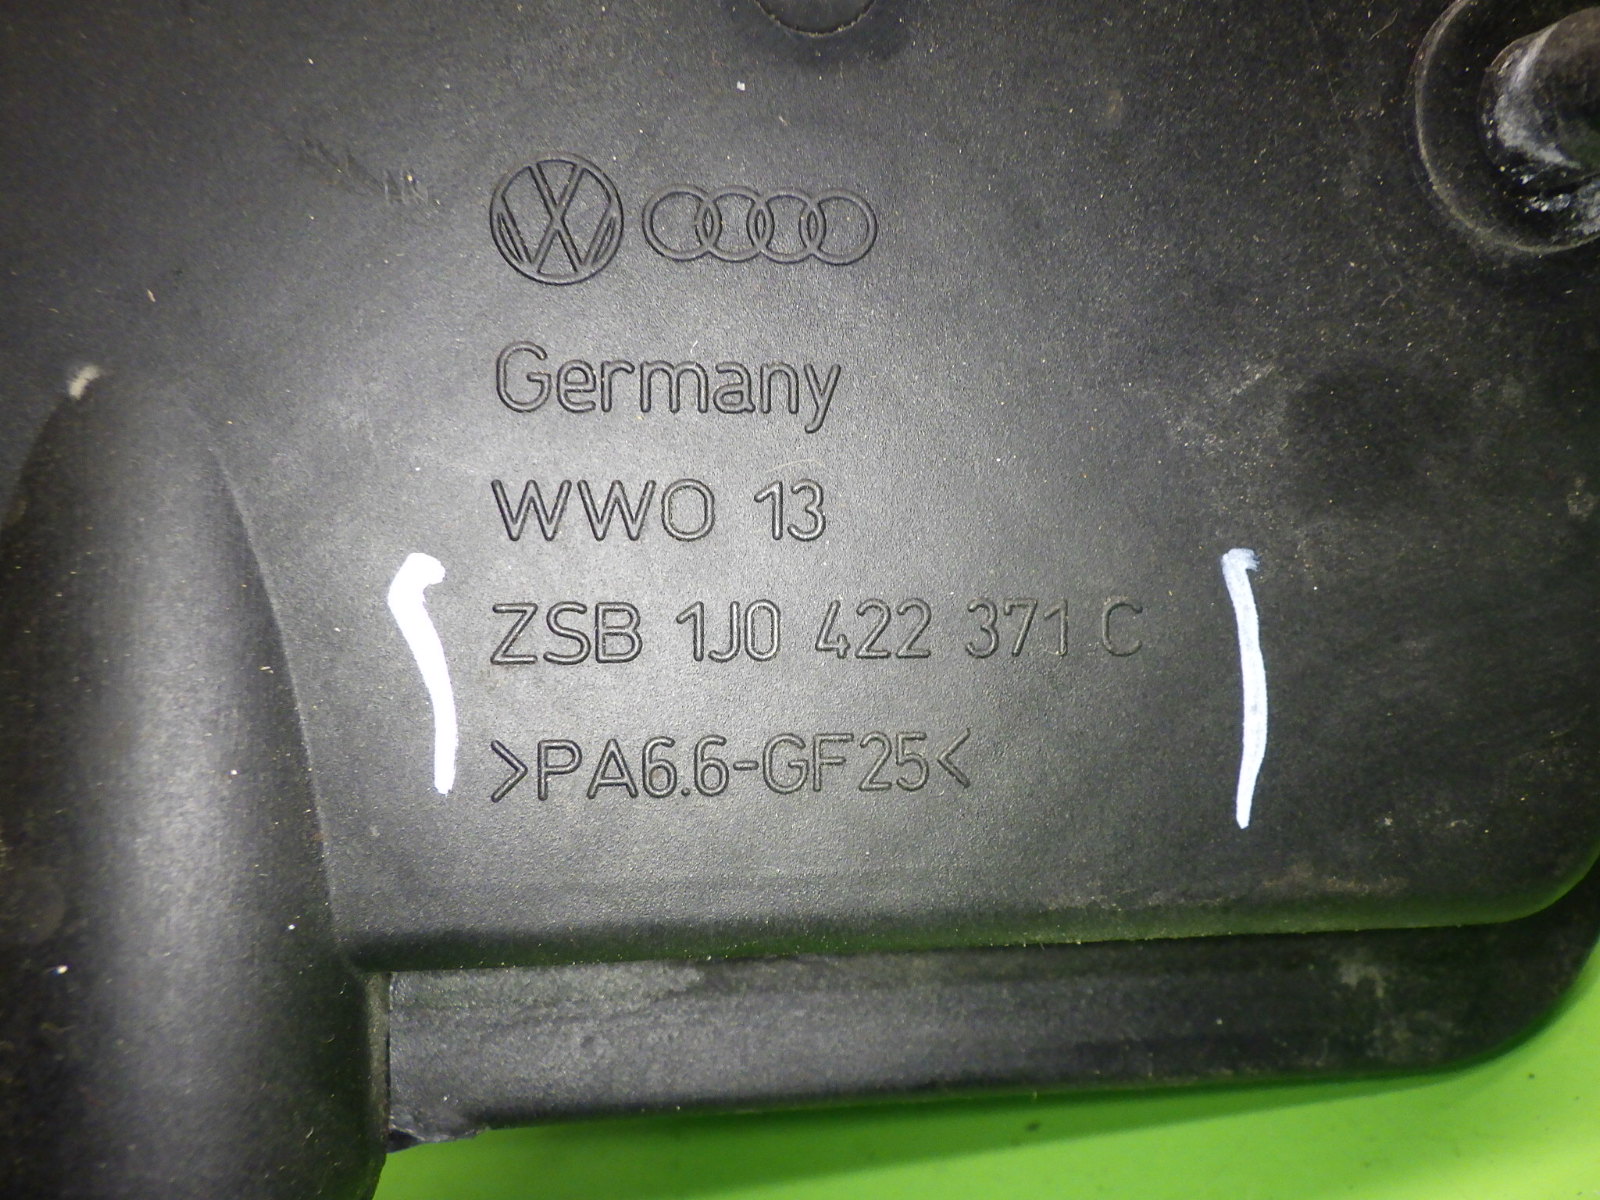 Germany
WWO 13
ZSB 1J0 422 371 C
>PA6.6-GF25<